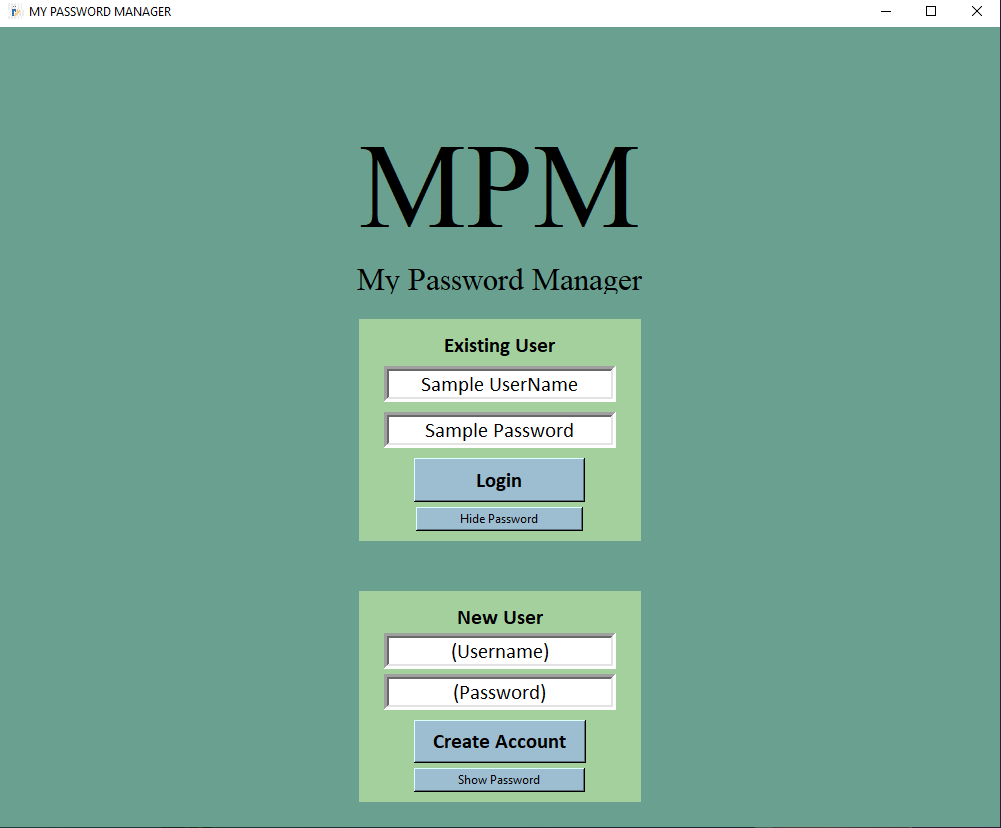 MY PASSWORD MANAGER
MPM
My Password Manager
Existing User
Sample UserName
Sample Password
Login
Hide Password
New User
(Username)
(Password)
Create Account
Show Password